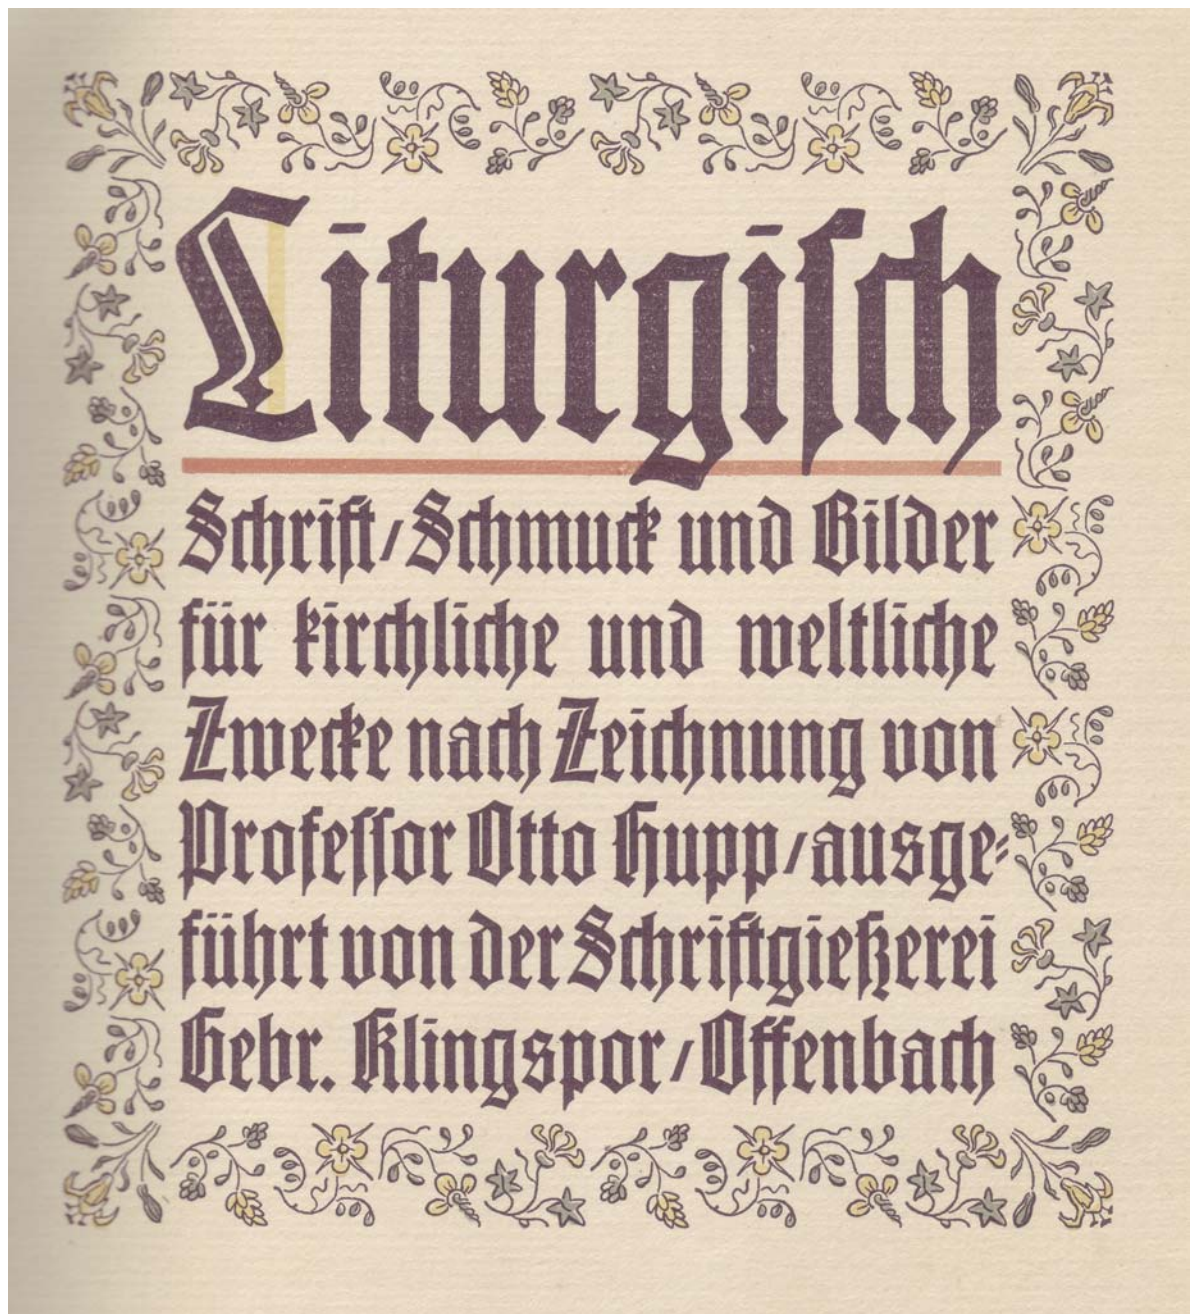 Liturgiſch
Schrift/Schmuck und Bilder
für kirchliche und weltliche
Zwecke nach Zeichnung von
Profeſſor Otto Hupp/ausge⸗
führt von der Schriftgießerei
Gebr. Klingspor/Offenbach